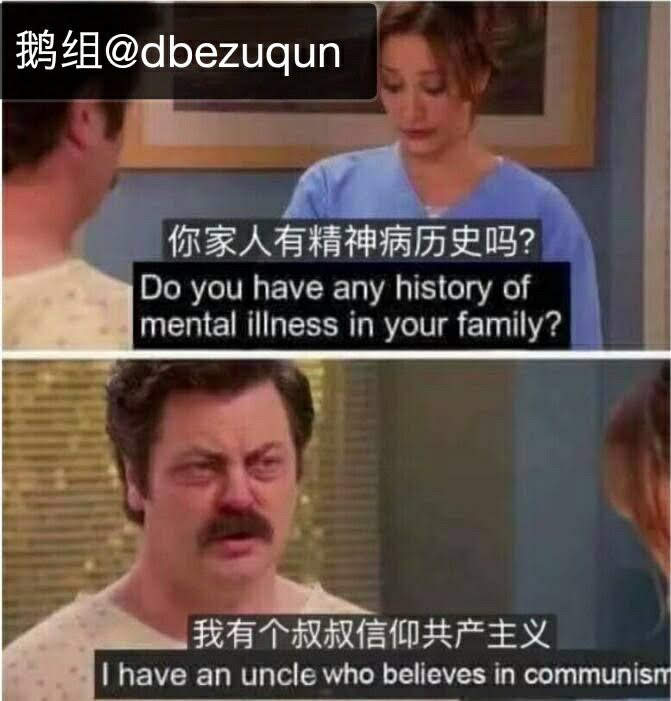 鹅组@dbezuqun
你家人有精神病历史吗?
Do you have any history of
mental illness in your family?
我有个叔叔信仰共产主义
I have an uncle who believes in communism